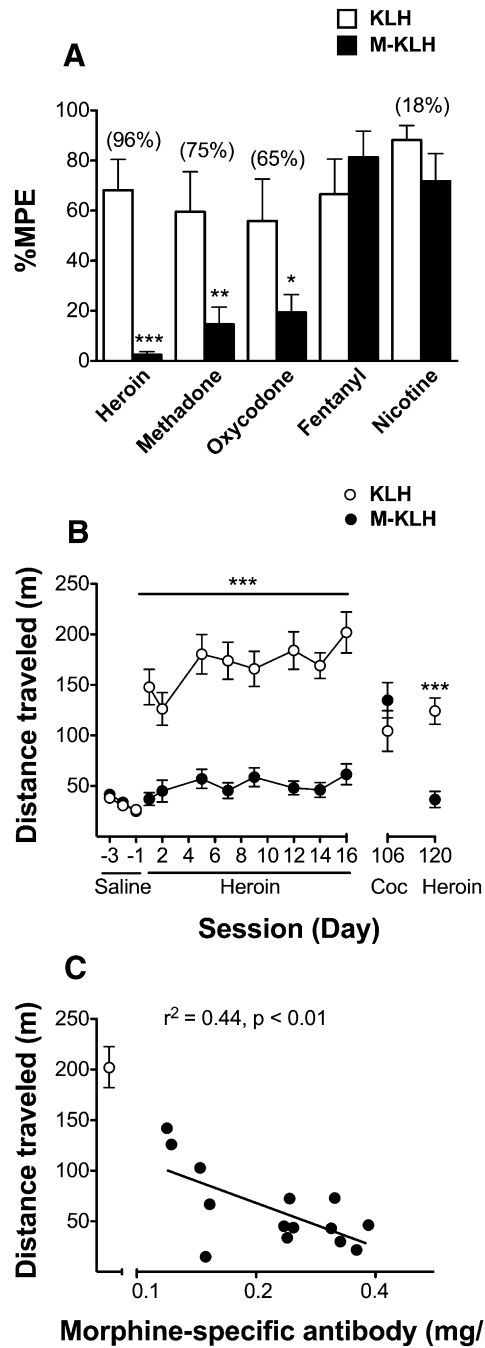 KLH
M-KLH
A
100
80
60
40
20
0
%MPE
(96%)
(75%)
(65%)
(18%)
***
**
*
Heroin
Methadone
Oxycodone
Fentanyl
Nicotine
KLH
M-KLH
B
250
200
150
100
50
Distance traveled (m)
***
***
-3 -1 2 4 6 8 10 12 14 16 106 120
Saline Heroin Coc Heroin
Session (Day)
C
r2 = 0.44, p < 0.01
250
200
150
100
50
Distance traveled (m)
0.1 0.2 0.4
Morphine-specific antibody (mg/